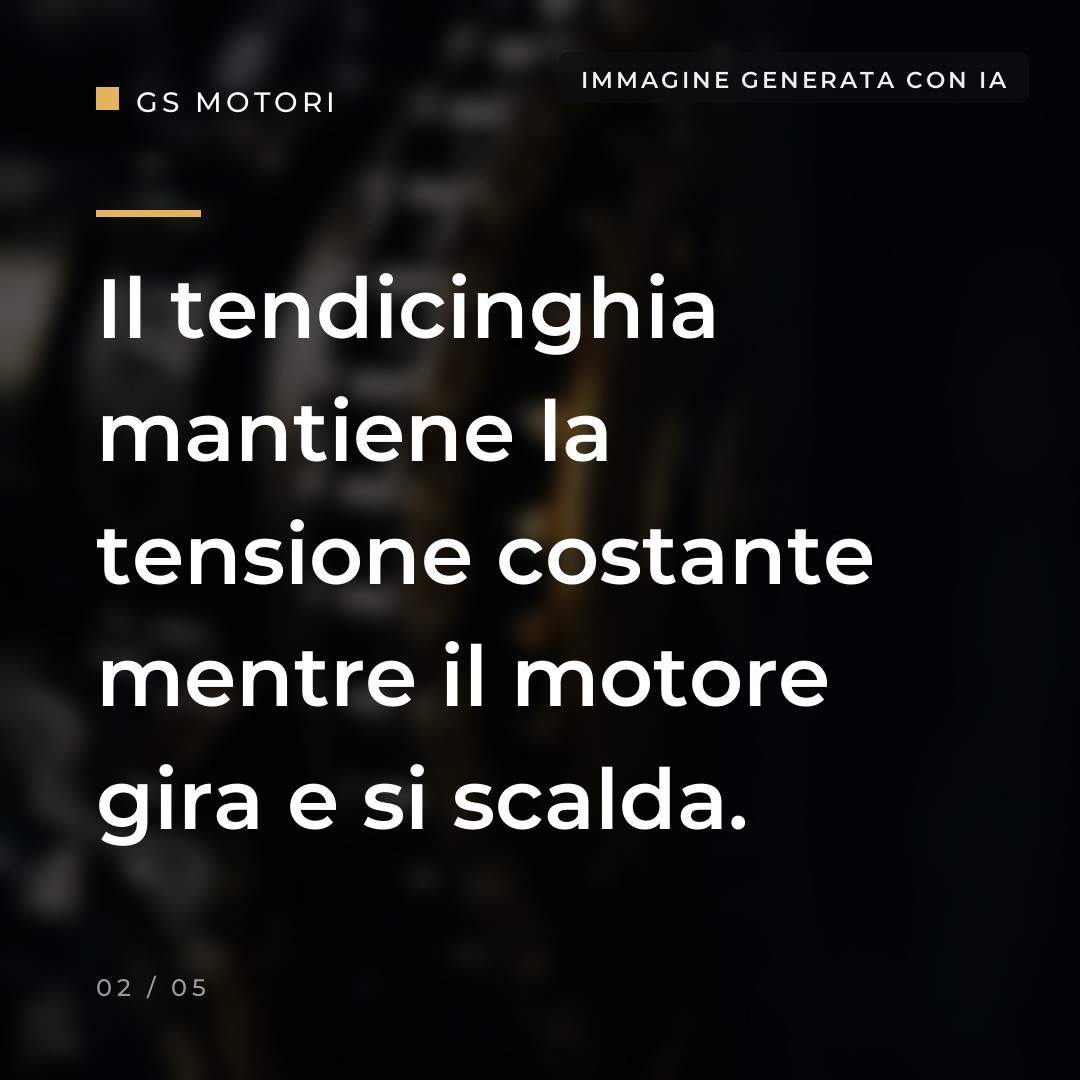 IMMAGINE GENERATA CON IA
GS MOTORI
Il tendicinghia
mantiene la
tensione costante
mentre il motore
gira e si scalda.
02 / 05